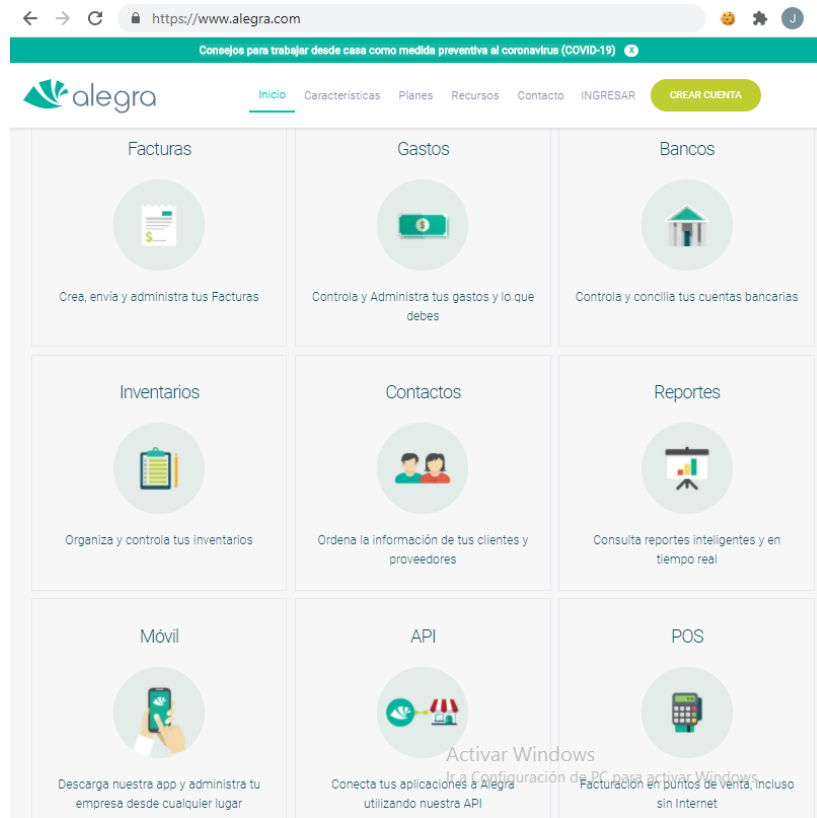 https://www.alegra.com
J
Consejos para trabajar desde casa como medida preventiva al coronavirus (COVID-19) X
alegra
Inicio Características Planes Recursos Contacto INGRESAR CREAR CUENTA
Facturas
Crea, envía y administra tus Facturas
Gastos
$
Controla y Administra tus gastos y lo que
debes
Bancos
Controla y concilia tus cuentas bancarias
Inventarios
Organiza y controla tus inventarios
Contactos
Ordena la información de tus clientes y
proveedores
Reportes
Consulta reportes inteligentes y en
tiempo real
Móvil
Descarga nuestra app y administra tu
empresa desde cualquier lugar
API
Conecta tus aplicaciones a Alegra
utilizando nuestra API
POS
Facturación en puntos de venta, incluso
sin Internet
Activar Windows
Ir a Configuración de PC para activar Windows.